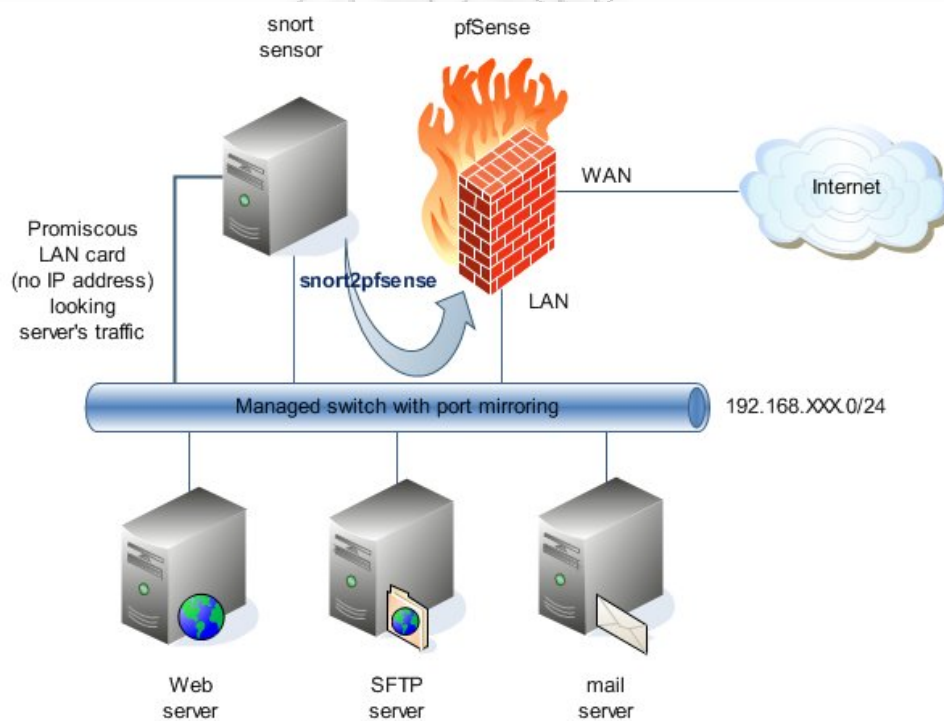 snort
sensor
pfSense
WAN
Internet
Promiscous
LAN card
(no IP address)
looking
server's traffic
snort2pfsense
LAN
Managed switch with port mirroring
192.168.XXX.0/24
Web
server
SFTP
server
mail
server